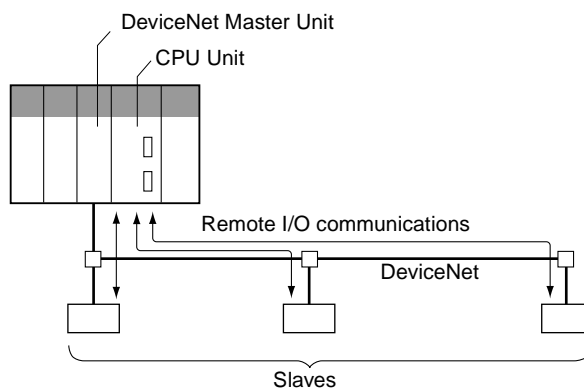 DeviceNet Master Unit
CPU Unit
Remote I/O communications
DeviceNet
Slaves